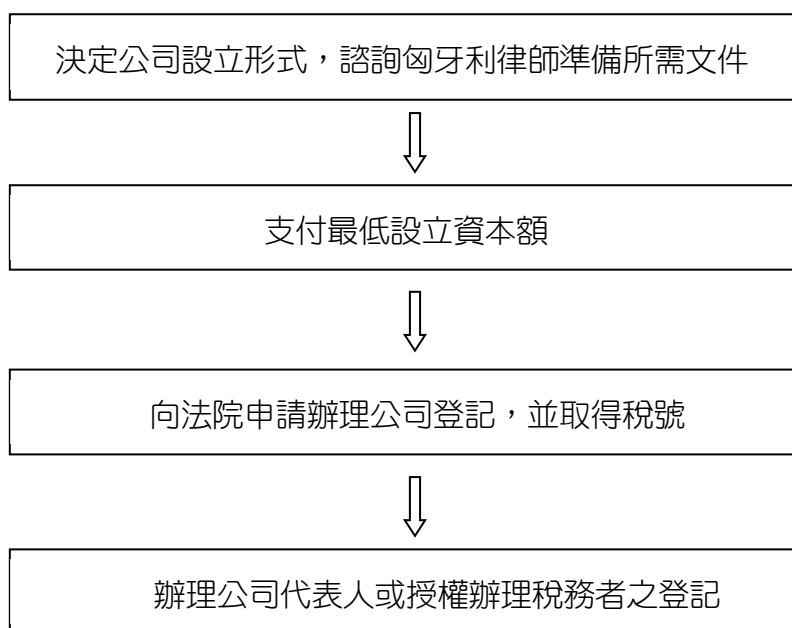 決定公司設立形式，諮詢匈牙利律師準備所需文件
支付最低設立資本額
向法院申請辦理公司登記，並取得稅號
辦理公司代表人或授權辦理稅務者之登記